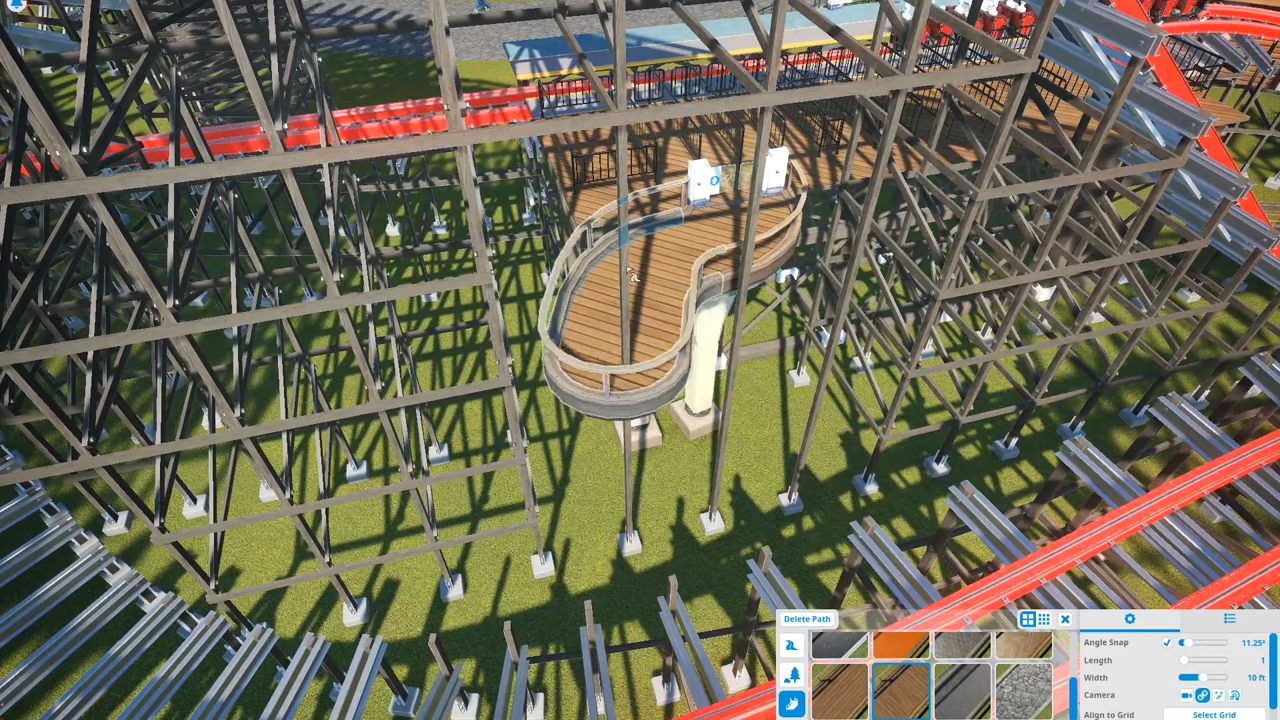 Delete Path
Angle Snap 11.25°
Length 1
Width 10 ft
Camera
Align to Grid Select Grid